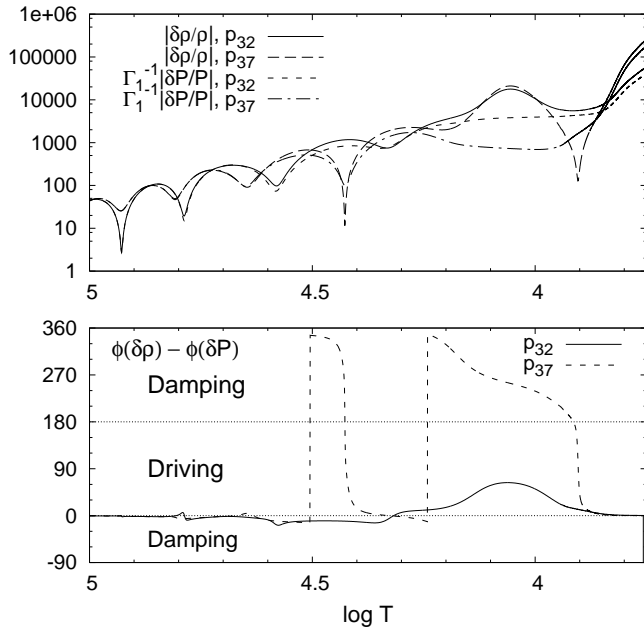 1e+06
100000
10000
1000
100
10
1
|δρ/ρ|, p32
|δρ/ρ|, p37
Γ1-1|δP/P|, p32
Γ1-1|δP/P|, p37
5
4.5
4
360
270
180
90
0
-90
φ(δρ) − φ(δP)
Damping
Driving
Damping
p32
p37
5
4.5
4
log T